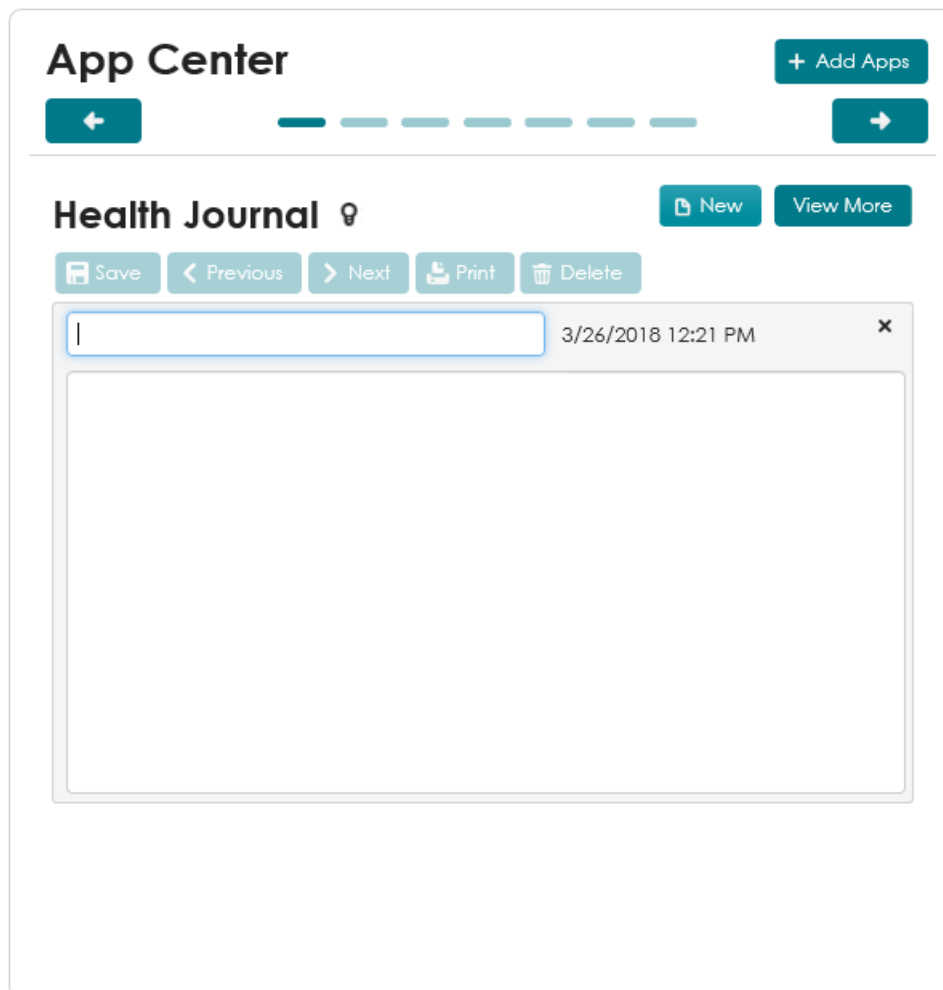 App Center
+ Add Apps
Health Journal
New
View More
Save
Previous
Next
Print
Delete
3/26/2018 12:21 PM